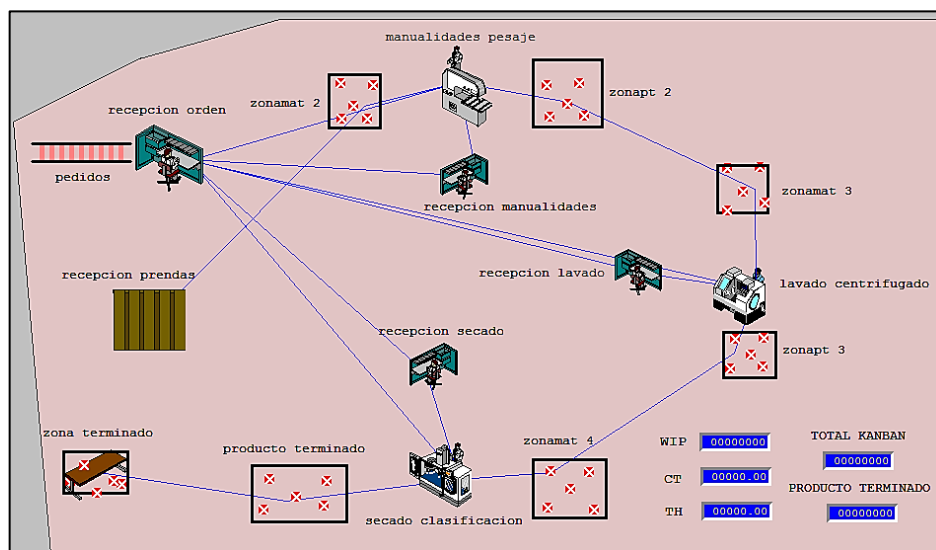 manualidades pesaje
zonamat 2
zonapt 2
recepcion orden
pedidos
recepcion manualidades
zonamat 3
recepcion prendas
recepcion lavado
lavado centrifugado
recepcion secado
zonapt 3
zona terminado
producto terminado
zonamat 4
secado clasificacion
WIP 00000000
CT 00000.00
TH 00000.00
TOTAL KANBAN
00000000
PRODUCTO TERMINADO
00000000